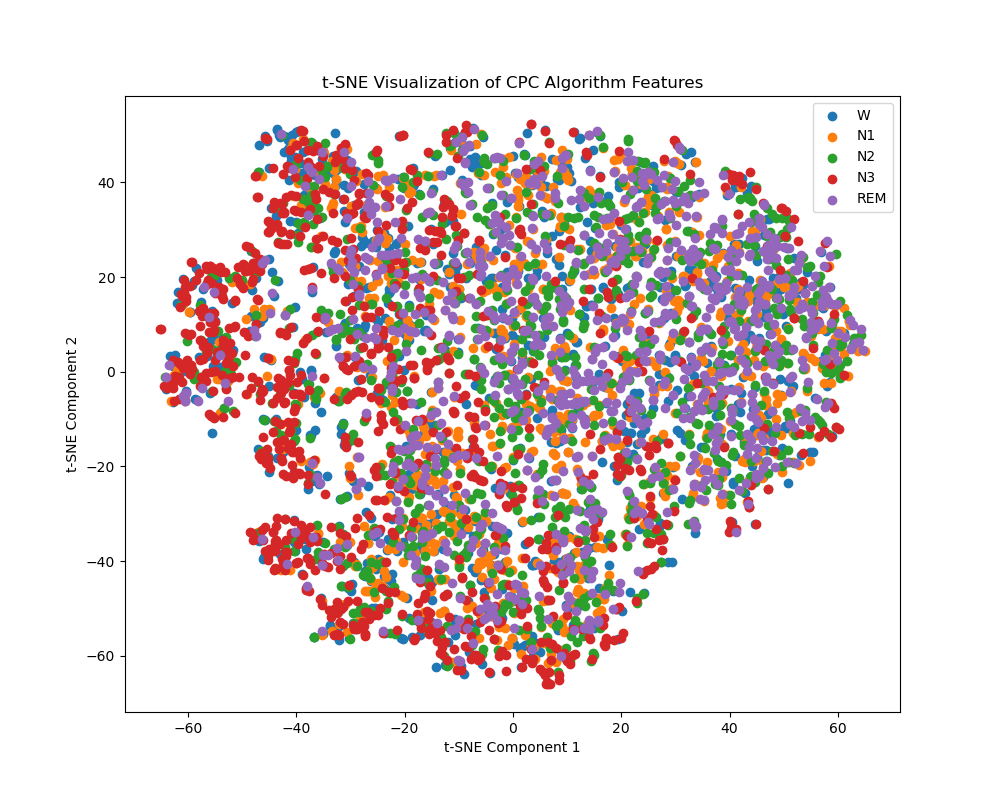 t-SNE Visualization of CPC Algorithm Features
W
N1
N2
N3
REM
40
20
0
−20
−40
−60
t-SNE Component 2
−60 −40 −20 0 20 40 60
t-SNE Component 1